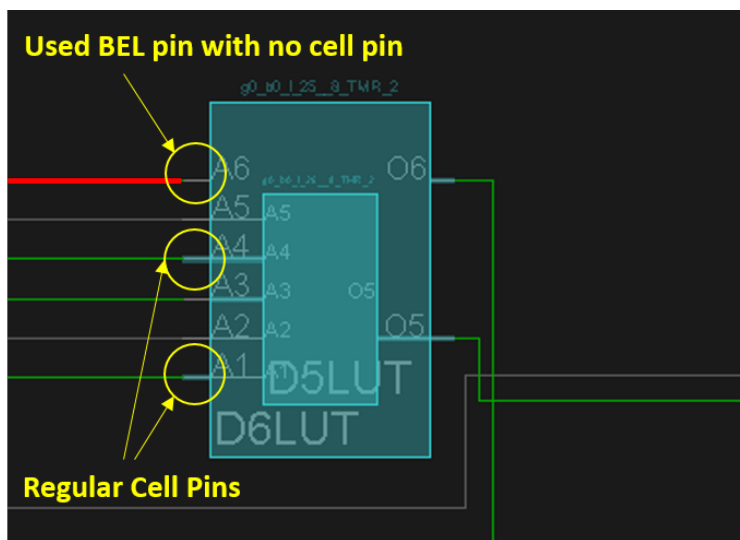 Used BEL pin with no cell pin
A6
O6
A5
A5
A4
A4
A3
A3
O5
A2
A2
O5
A1
D5LUT
D6LUT
Regular Cell Pins